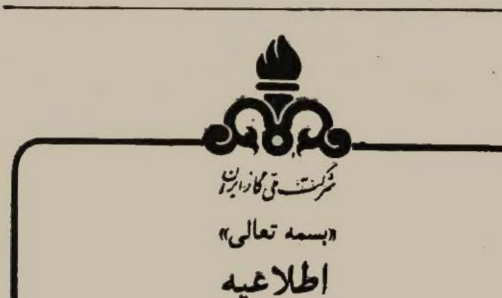 شرکت ملی گاز ایران
«بسمه تعالی»
اطلاعیه